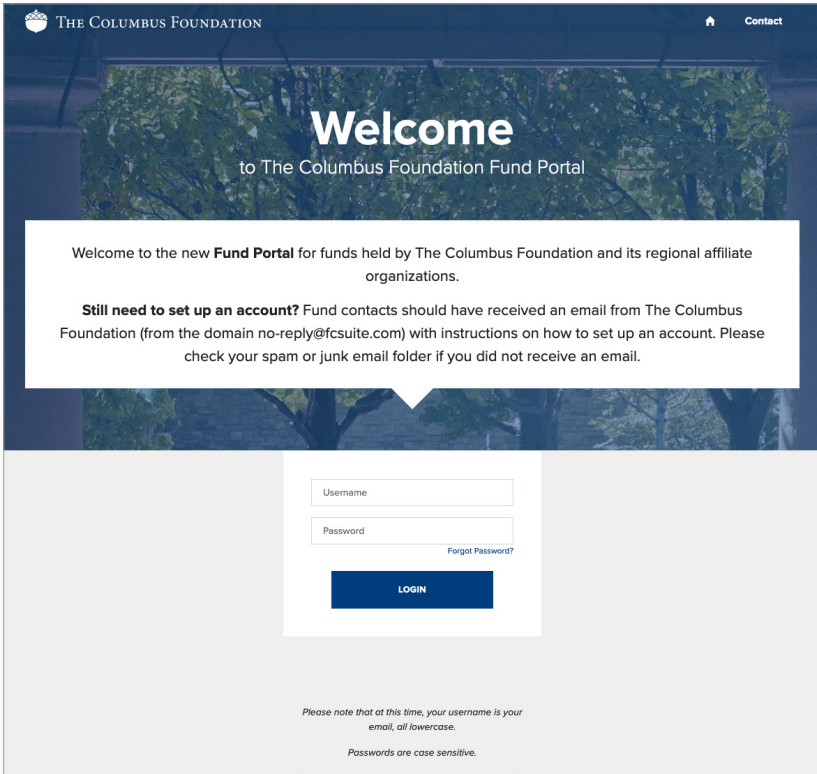 THE COLUMBUS FOUNDATION
Contact
Welcome
to The Columbus Foundation Fund Portal
Welcome to the new Fund Portal for funds held by The Columbus Foundation and its regional affiliate
organizations.
Still need to set up an account? Fund contacts should have received an email from The Columbus
Foundation (from the domain no-reply@fcsuite.com) with instructions on how to set up an account. Please
check your spam or junk email folder if you did not receive an email.
Username
Password
Forgot Password?
LOGIN
Please note that at this time, your username is your
email, all lowercase.
Passwords are case sensitive.